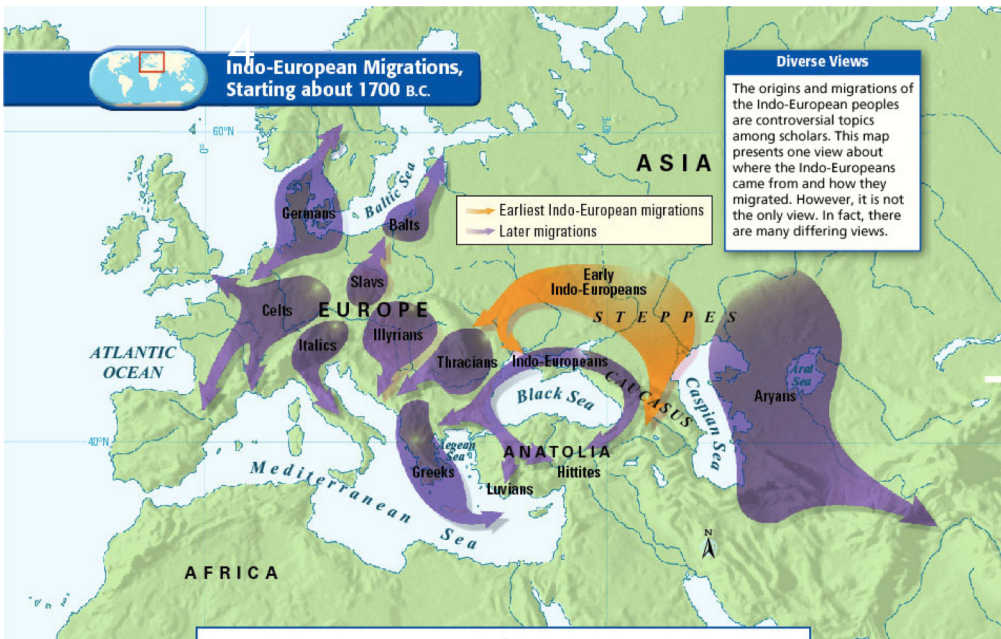 4
Indo-European Migrations,
Starting about 1700 B.C.
Diverse Views
The origins and migrations of
the Indo-European peoples
are controversial topics
among scholars. This map
presents one view about
where the Indo-Europeans
came from and how they
migrated. However, it is not
the only view. In fact, there
are many differing views.
60°N
0°
40°E
ASIA
Earliest Indo-European migrations
Later migrations
Baltic Sea
Germans
Balts
Slavs
Early
Indo-Europeans
EUROPE
STEPPES
Celts
Illyrians
Italics
Thracians
Indo-Europeans
ATLANTIC
OCEAN
CAUCASUS
Caspian Sea
Aral
Sea
Aryans
Black Sea
40°N
Aegean
Sea
ANATOLIA
Greeks
Hittites
Luvians
Mediterranean Sea
N
AFRICA